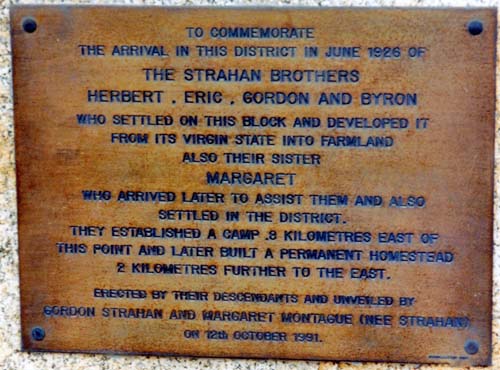 TO COMMEMORATE
THE ARRIVAL IN THIS DISTRICT IN JUNE 1926 OF
THE STRAHAN BROTHERS
HERBERT , ERIC , GORDON AND BYRON
WHO SETTLED ON THIS BLOCK AND DEVELOPED IT
FROM ITS VIRGIN STATE INTO FARMLAND
ALSO THEIR SISTER
MARGARET
WHO ARRIVED LATER TO ASSIST THEM AND ALSO
SETTLED IN THE DISTRICT.
THEY ESTABLISHED A CAMP .8 KILOMETRES EAST OF
THIS POINT AND LATER BUILT A PERMANENT HOMESTEAD
2 KILOMETRES FURTHER TO THE EAST.
ERECTED BY THEIR DESCENDANTS AND UNVEILED BY
GORDON STRAHAN AND MARGARET MONTAGUE (NEE STRAHAN)
ON 12th OCTOBER 1991.